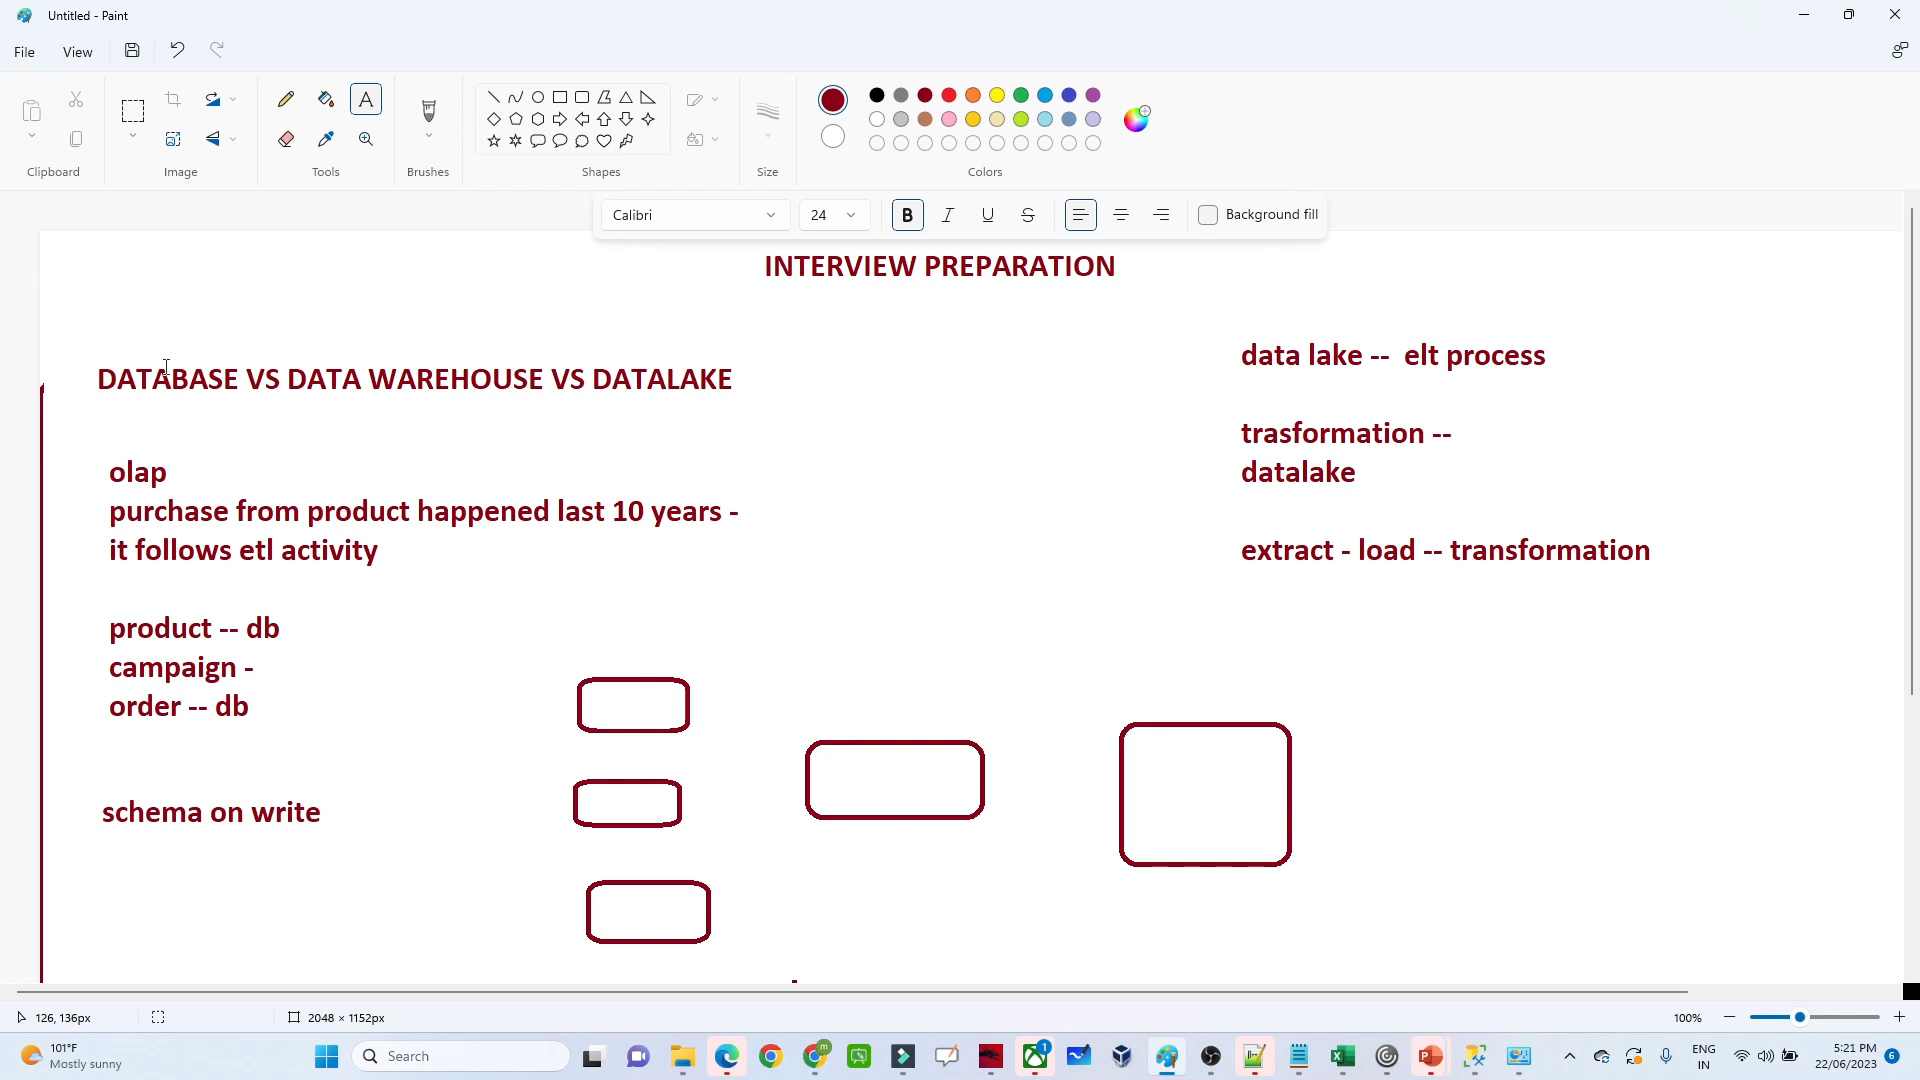 Untitled - Paint
File
View
Clipboard
Image
Tools
Brushes
Shapes
Size
Colors
Calibri
24
B
I
U
S
Background fill
INTERVIEW PREPARATION
DATABASE VS DATA WAREHOUSE VS DATALAKE
olap
purchase from product happened last 10 years -
it follows etl activity
product -- db
campaign -
order -- db
schema on write
data lake -- elt process
trasformation --
datalake
extract - load -- transformation
126, 136px
2048 × 1152px
100%
101°F
Mostly sunny
Search
ENG
IN
5:21 PM
22/06/2023
6